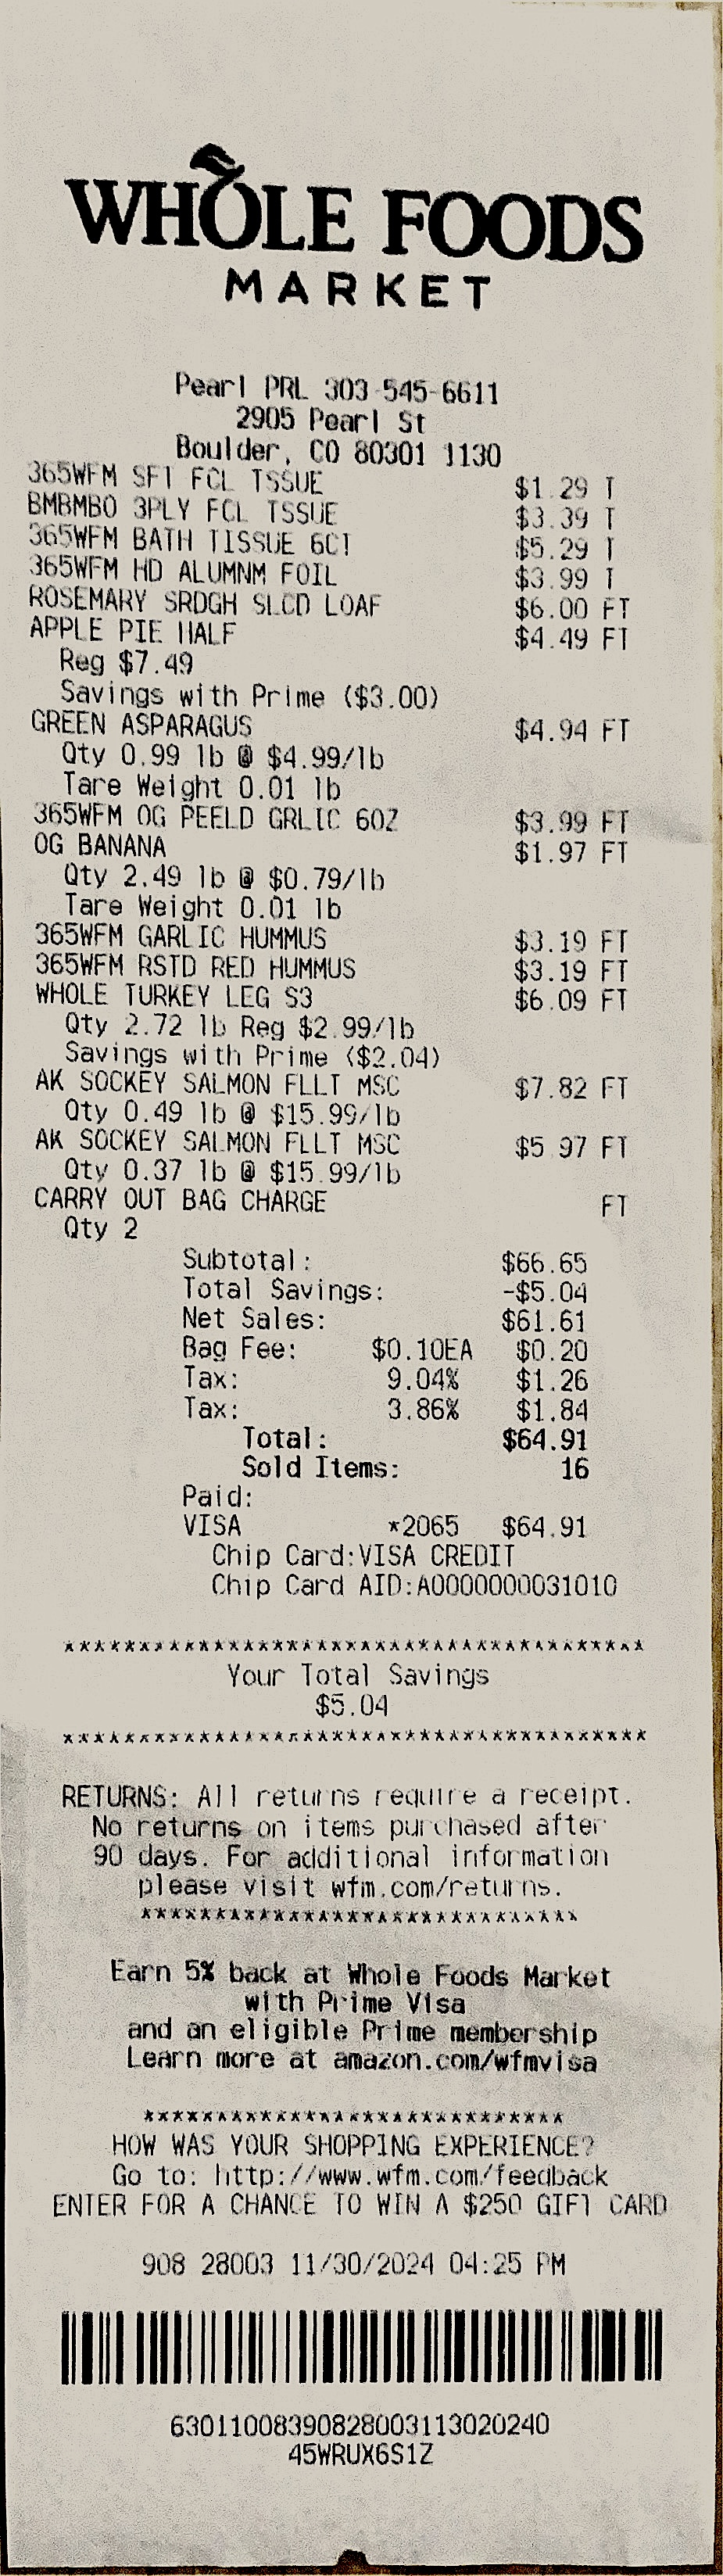 WHOLE FOODS
MARKET
Pearl PRL 303-545-6611
2905 Pearl St
Boulder, CO 80301 1130
365WFM SFT FCL TSSUE $1.29 T
BMBMBO 3PLY FCL TSSUE $3.39 T
365WFM BATH TISSUE 6CT $5.29 T
365WFM HD ALUMNM FOIL $3.99 T
ROSEMARY SRDGH SLCD LOAF $6.00 FT
APPLE PIE HALF $4.49 FT
Reg $7.49
Savings with Prime ($3.00)
GREEN ASPARAGUS $4.94 FT
Qty 0.99 lb @ $4.99/lb
Tare Weight 0.01 lb
365WFM OG PEELD GRLIC 6OZ $3.99 FT
OG BANANA $1.97 FT
Qty 2.49 lb @ $0.79/lb
Tare Weight 0.01 lb
365WFM GARLIC HUMMUS $3.19 FT
365WFM RSTD RED HUMMUS $3.19 FT
WHOLE TURKEY LEG S3 $6.09 FT
Qty 2.72 lb Reg $2.99/lb
Savings with Prime ($2.04)
AK SOCKEY SALMON FLLT MSC $7.82 FT
Qty 0.49 lb @ $15.99/lb
AK SOCKEY SALMON FLLT MSC $5.97 FT
Qty 0.37 lb @ $15.99/lb
CARRY OUT BAG CHARGE FT
Qty 2
Subtotal: $66.65
Total Savings: -$5.04
Net Sales: $61.61
Bag Fee: $0.10EA $0.20
Tax: 9.04% $1.26
Tax: 3.86% $1.84
Total: $64.91
Sold Items: 16
Paid:
VISA *2065 $64.91
Chip Card:VISA CREDIT
Chip Card AID:A0000000031010
****************************************
Your Total Savings
$5.04
****************************************
RETURNS: All returns require a receipt.
No returns on items purchased after
90 days. For additional information
please visit wfm.com/returns.
******************************
Earn 5% back at Whole Foods Market
with Prime Visa
and an eligible Prime membership
Learn more at amazon.com/wfmvisa
*****************************
HOW WAS YOUR SHOPPING EXPERIENCE?
Go to: http://www.wfm.com/feedback
ENTER FOR A CHANCE TO WIN A $250 GIFT CARD
908 28003 11/30/2024 04:25 PM
63011008390828003113020240
45WRUX6S1Z